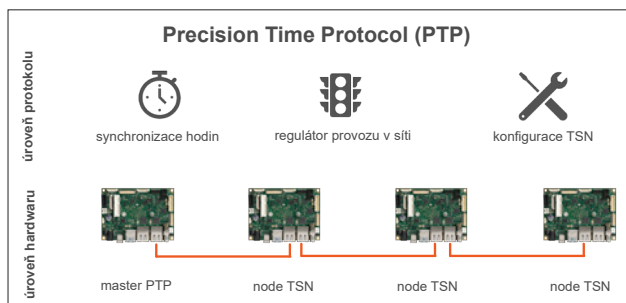 Precision Time Protocol (PTP)
úroveň protokolu
synchronizace hodin
regulátor provozu v síti
konfigurace TSN
úroveň hardwaru
master PTP
node TSN
node TSN
node TSN